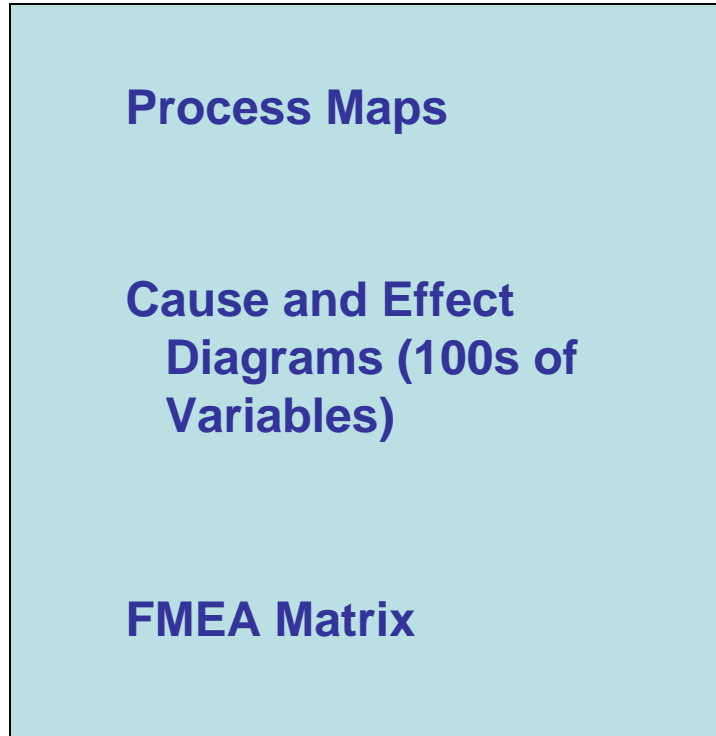 Process Maps
Cause and Effect
Diagrams (100s of
Variables)
FMEA Matrix